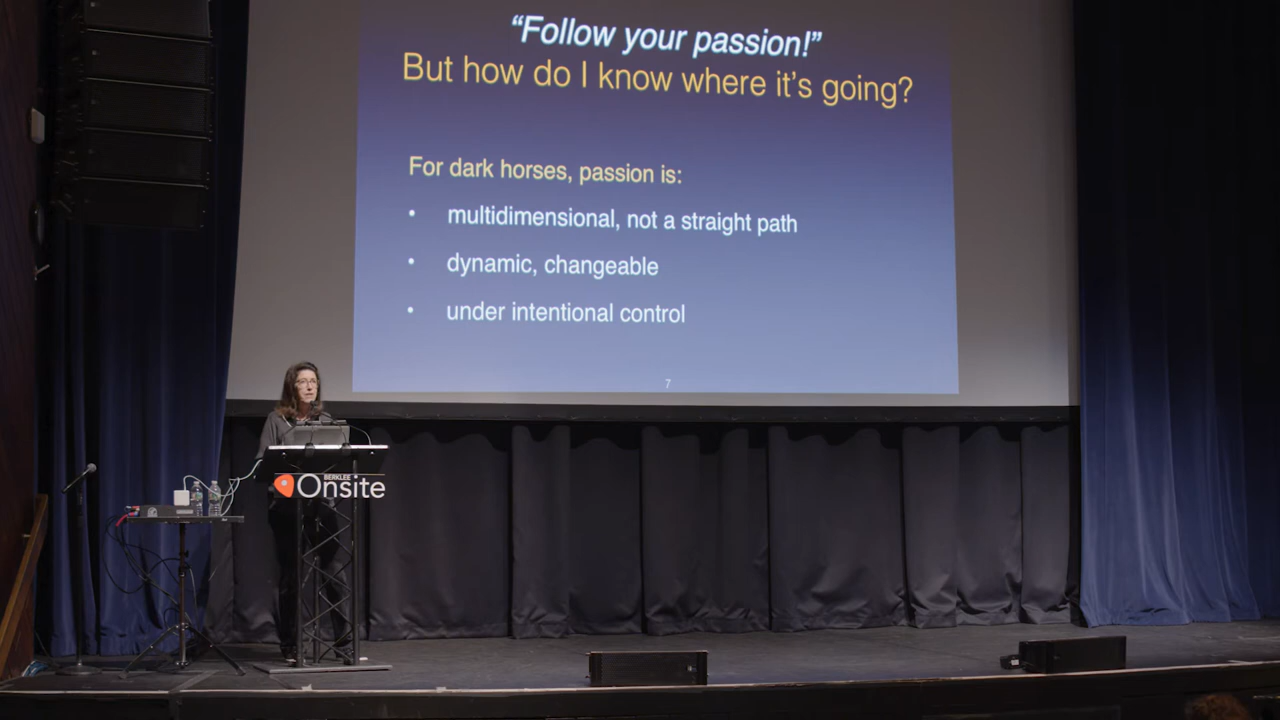 “Follow your passion!”
But how do I know where it’s going?
For dark horses, passion is:
• multidimensional, not a straight path
• dynamic, changeable
• under intentional control
7
BERKLEE
Onsite